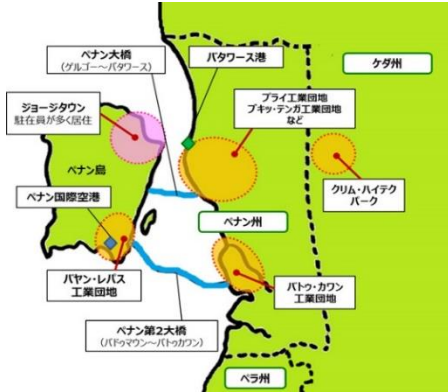 ペナン大橋
(ゲルゴー～バタワース)
バタワース港
ケダ州
ジョージタウン
駐在員が多く居住
プライ工業団地
ブキッ・テンガ工業団地
など
ペナン島
クリム・ハイテク
パーク
ペナン国際空港
ペナン州
バヤン・レパス
工業団地
バトゥ・カワン
工業団地
ペナン第2大橋
(バドゥマウン～バトゥカワン)
ペラ州